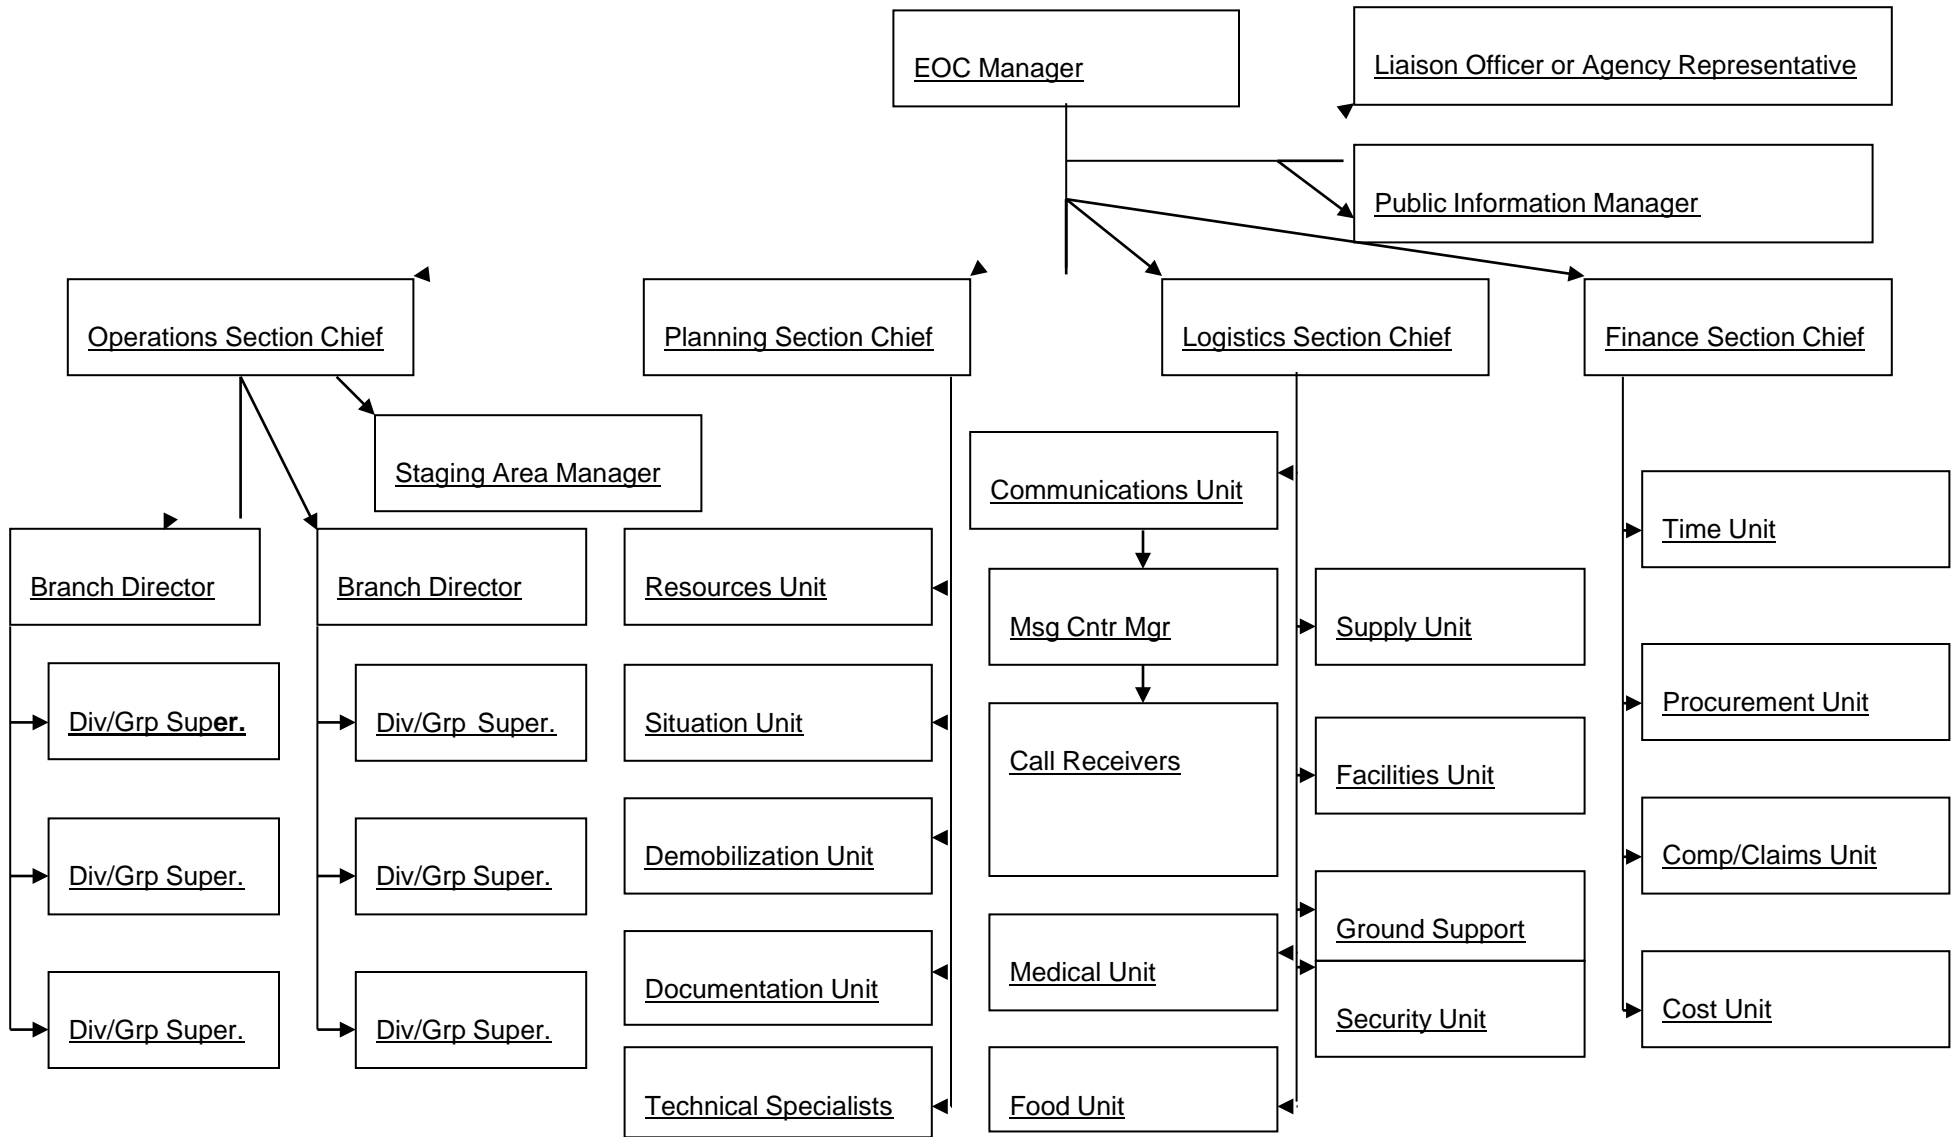 EOC Manager
Liaison Officer or Agency Representative
Public Information Manager
Operations Section Chief
Planning Section Chief
Logistics Section Chief
Finance Section Chief
Staging Area Manager
Communications Unit
Time Unit
Branch Director
Branch Director
Resources Unit
Msg Cntr Mgr
Supply Unit
Procurement Unit
Div/Grp Super.
Div/Grp Super.
Situation Unit
Call Receivers
Facilities Unit
Demobilization Unit
Comp/Claims Unit
Div/Grp Super.
Div/Grp Super.
Ground Support
Documentation Unit
Medical Unit
Security Unit
Cost Unit
Div/Grp Super.
Div/Grp Super.
Technical Specialists
Food Unit